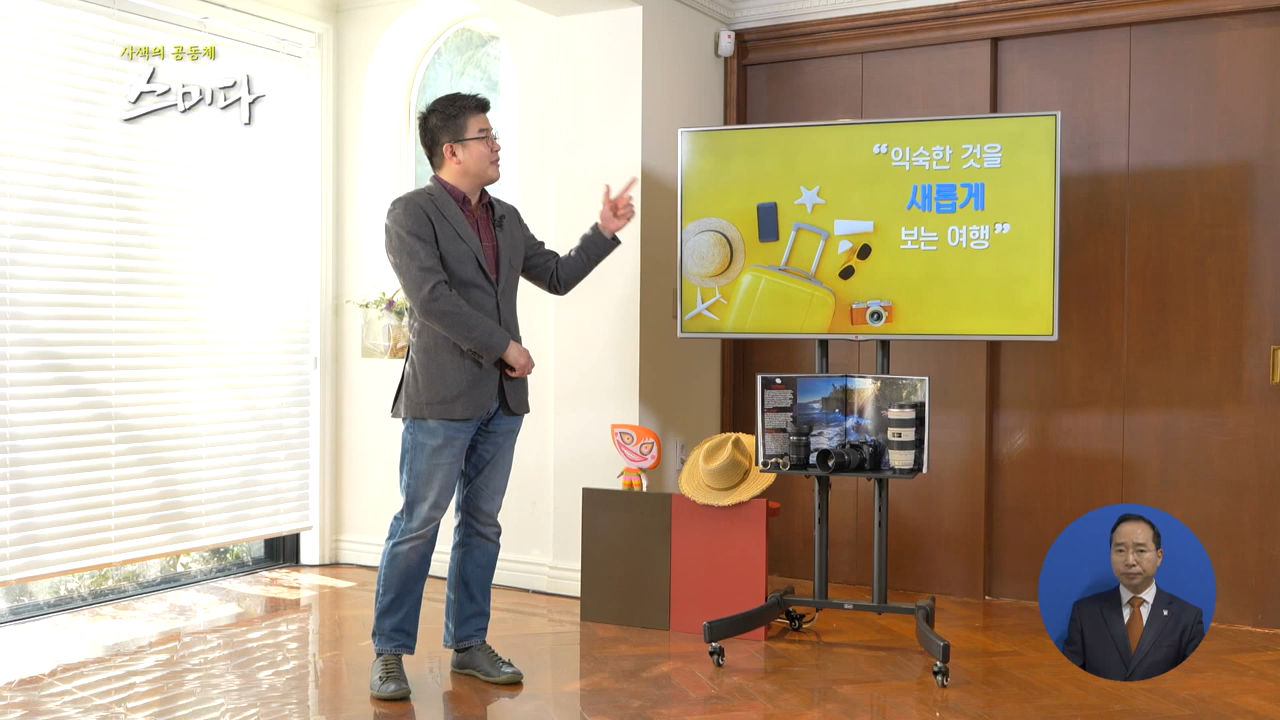 사색의 공동체
스미다
“익숙한 것을
새롭게
보는 여행”